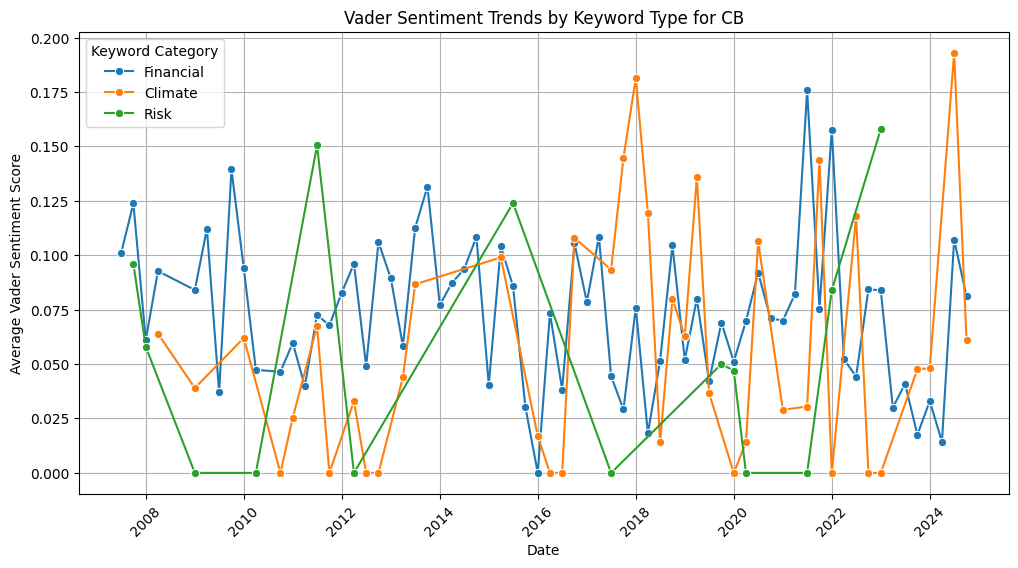 Vader Sentiment Trends by Keyword Type for CB
Keyword Category
Financial
Climate
Risk
Average Vader Sentiment Score
0.200
0.175
0.150
0.125
0.100
0.075
0.050
0.025
0.000
2008
2010
2012
2014
2016
2018
2020
2022
2024
Date